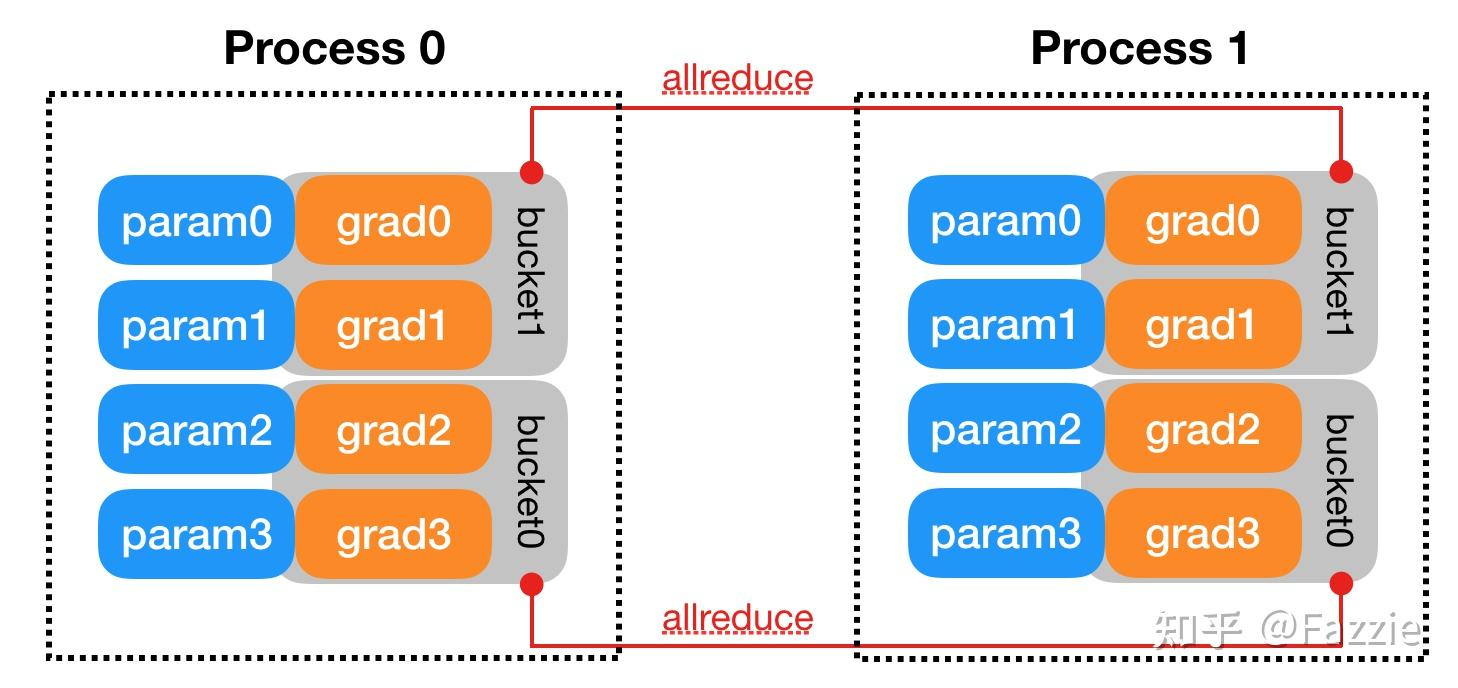 Process 0
Process 1
allreduce
param0 grad0
param1 grad1
bucket1
param2 grad2
param3 grad3
bucket0
param0 grad0
param1 grad1
bucket1
param2 grad2
param3 grad3
bucket0
allreduce
知乎 @Fazzie